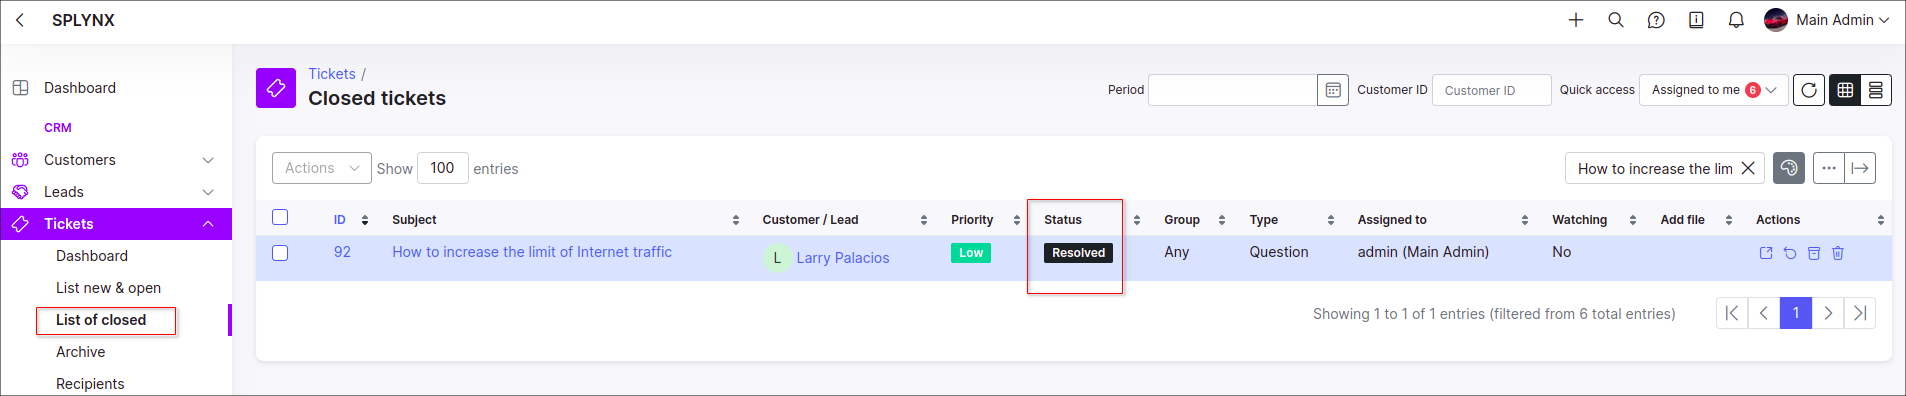 SPLYNX
Main Admin
Dashboard
CRM
Customers
Leads
Tickets
Dashboard
List new & open
List of closed
Archive
Recipients
Tickets /
Closed tickets
Period
Customer ID Customer ID
Quick access Assigned to me 6
Actions Show 100 entries
How to increase the lim
ID Subject Customer / Lead Priority Status Group Type Assigned to Watching Add file Actions
92 How to increase the limit of Internet traffic L Larry Palacios Low Resolved Any Question admin (Main Admin) No
Showing 1 to 1 of 1 entries (filtered from 6 total entries) 1